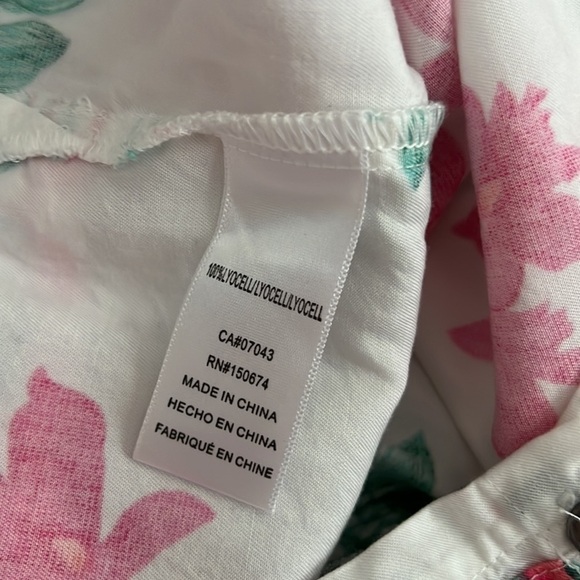 100%LYOCELL/LYOCELL/LYOCELL
CA#07043
RN#150674
MADE IN CHINA
HECHO EN CHINA
FABRIQUÉ EN CHINE